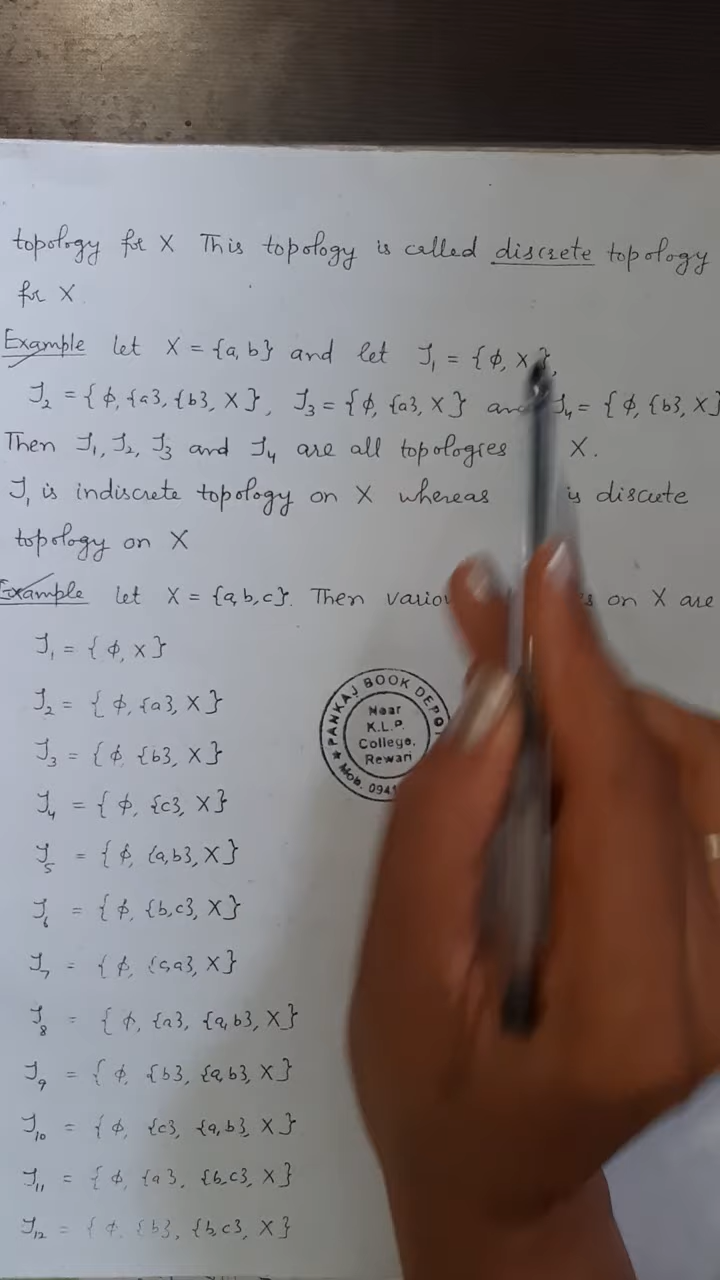 topology for X This topology is called discrete topology
for X
Example let X = {a, b} and let J₁ = {ϕ, X},
J₂ = {ϕ, {a}, {b}, X}, J₃ = {ϕ, {a}, X} and J₄ = {ϕ, {b}, X}
Then J₁, J₂, J₃ and J₄ are all topologies X.
J₁ is indiscrete topology on X whereas is discrete
topology on X
Example let X = {a, b, c}. Then on X are
J₁ = {ϕ, X}
J₂ = {ϕ, {a}, X}
J₃ = {ϕ, {b}, X}
J₄ = {ϕ, {c}, X}
J₅ = {ϕ, {a, b}, X}
J₆ = {ϕ, {b, c}, X}
J₇ = {ϕ, {c, a}, X}
J₈ = {ϕ, {a}, {a, b}, X}
J₉ = {ϕ, {b}, {a, b}, X}
J₁₀ = {ϕ, {c}, {a, b}, X}
J₁₁ = {ϕ, {a}, {b, c}, X}
J₁₂ = {ϕ, {b}, {b, c}, X}
★ PANKAJ BOOK DEPOT
Near
K.L.P.
College,
Rewari
Mob. 0941